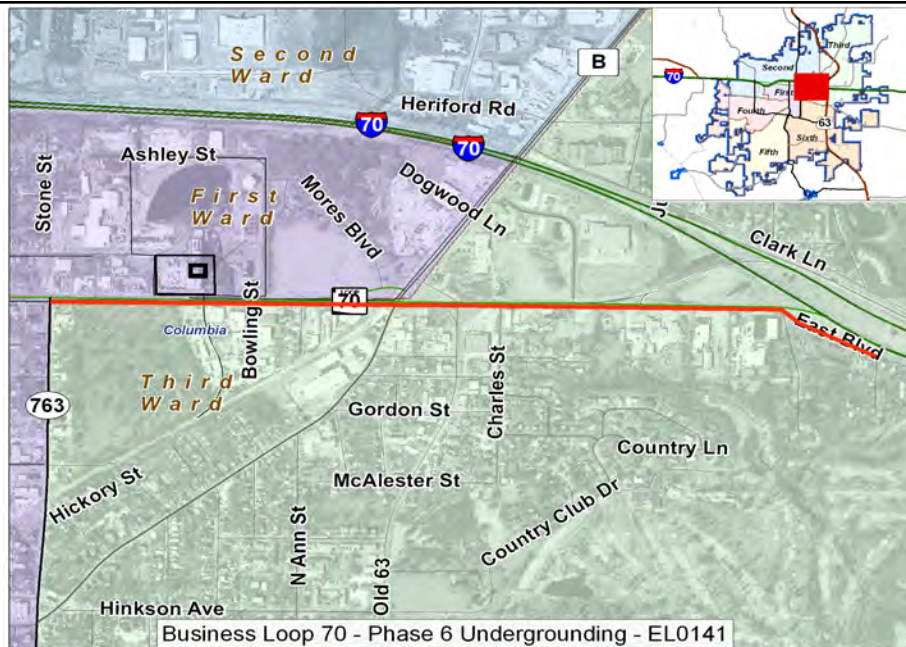 Second
Ward
B
Heriford Rd
70
70
Ashley St
Stone St
First
Ward
Mores Blvd
Dogwood Ln
Clark Ln
LOOP
70
Bowling St
Columbia
East Blvd
Third
Ward
763
Charles St
Gordon St
Country Ln
McAlester St
Hickory St
Country Club Dr
N Ann St
Old 63
Hinkson Ave
Business Loop 70 - Phase 6 Undergrounding - EL0141
Third
Second
70
First
Fourth
63
Sixth
Fifth